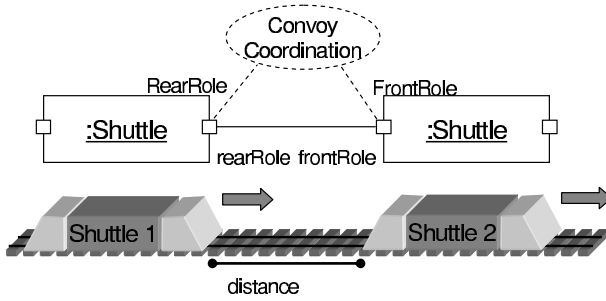 Convoy
Coordination
RearRole
FrontRole
:Shuttle
:Shuttle
rearRole frontRole
Shuttle 1
Shuttle 2
distance